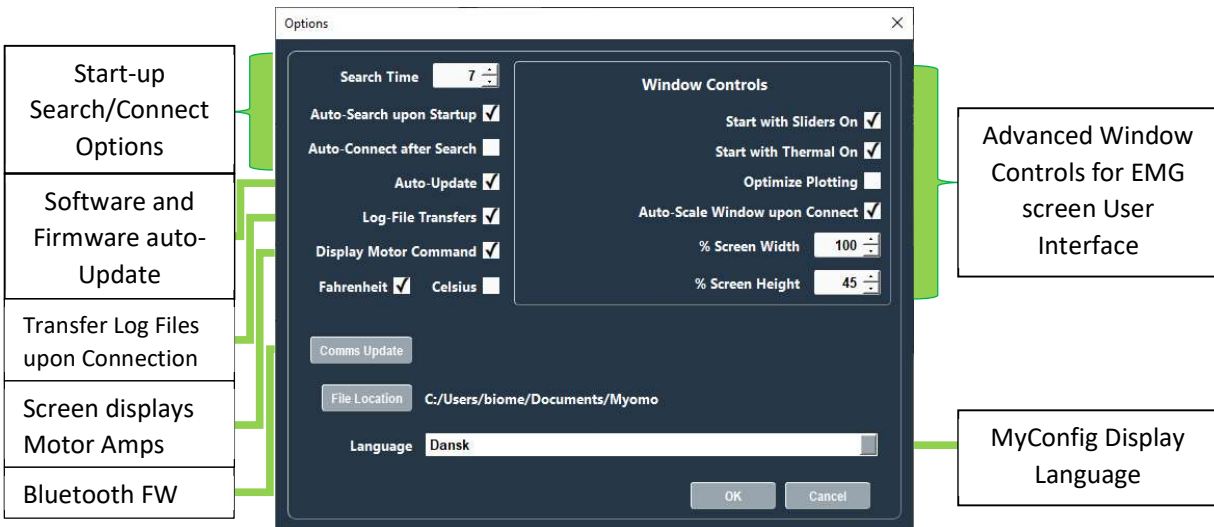 Options
Start-up
Search/Connect
Options
Software and
Firmware auto-
Update
Transfer Log Files
upon Connection
Screen displays
Motor Amps
Bluetooth FW
Search Time 7
Auto-Search upon Startup
Auto-Connect after Search
Auto-Update
Log-File Transfers
Display Motor Command
Fahrenheit Celsius
Window Controls
Start with Sliders On
Start with Thermal On
Optimize Plotting
Auto-Scale Window upon Connect
% Screen Width 100
% Screen Height 45
Comms Update
File Location C:/Users/biome/Documents/Myomo
Language Dansk
OK Cancel
Advanced Window
Controls for EMG
screen User
Interface
MyConfig Display
Language